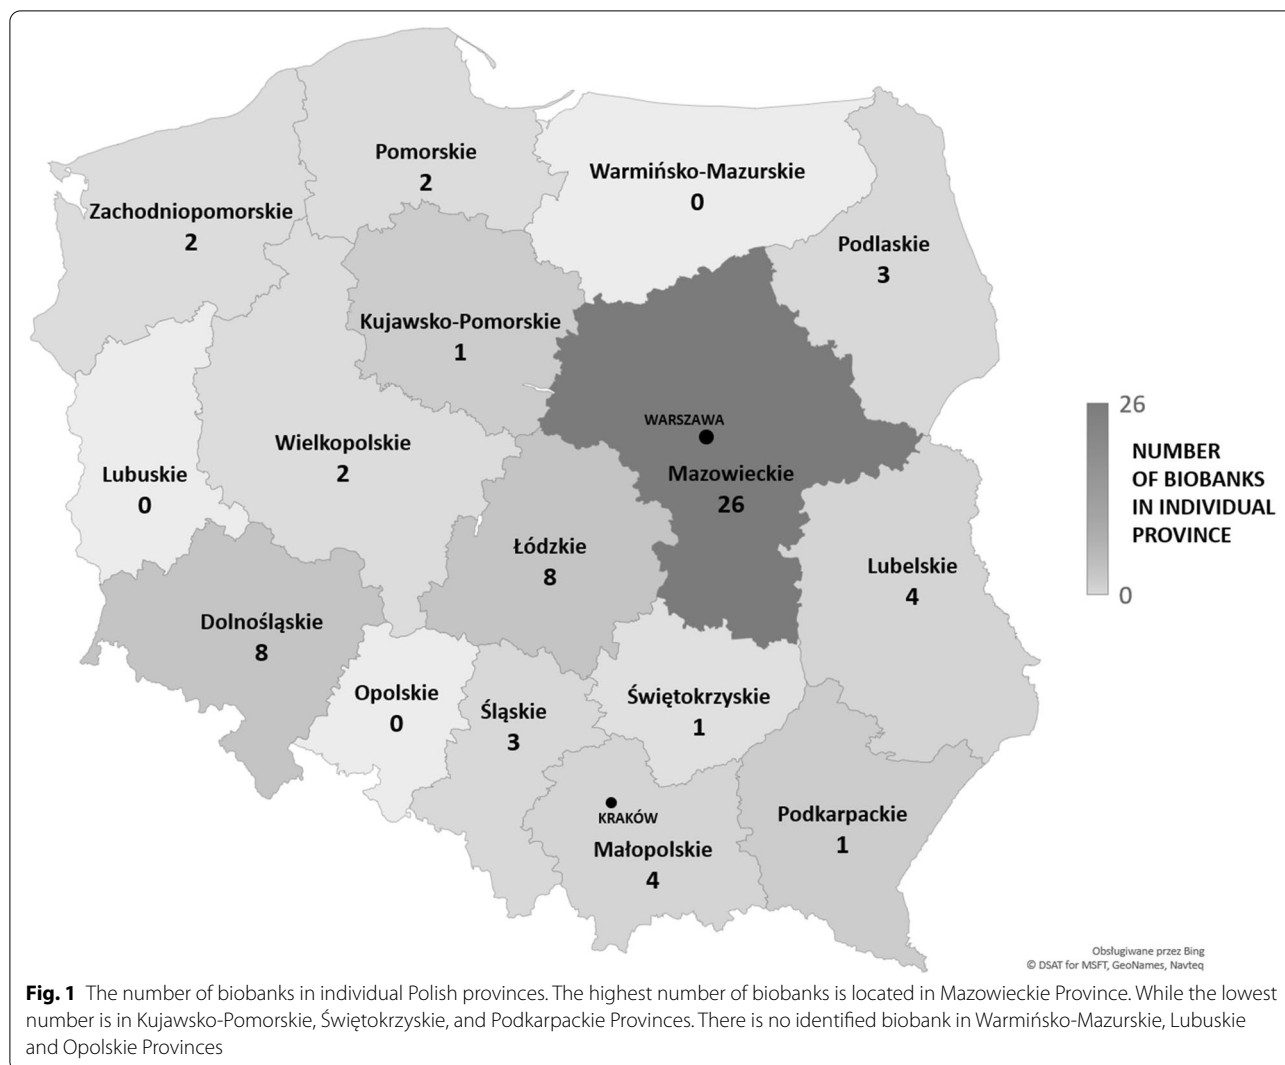 Pomorskie
2
Warmińsko-Mazurskie
0
Zachodniopomorskie
2
Podlaskie
3
Kujawsko-Pomorskie
1
WARSZAWA
Mazowieckie
26
Wielkopolskie
2
Lubuskie
0
Łódzkie
8
Lubelskie
4
Dolnośląskie
8
Opolskie
0
Śląskie
3
Świętokrzyskie
1
KRAKÓW
Małopolskie
4
Podkarpackie
1
26
NUMBER
OF BIOBANKS
IN INDIVIDUAL
PROVINCE
0
Obsługiwane przez Bing
© DSAT for MSFT, GeoNames, Navteq
Fig. 1 The number of biobanks in individual Polish provinces. The highest number of biobanks is located in Mazowieckie Province. While the lowest
number is in Kujawsko-Pomorskie, Świętokrzyskie, and Podkarpackie Provinces. There is no identified biobank in Warmińsko-Mazurskie, Lubuskie
and Opolskie Provinces